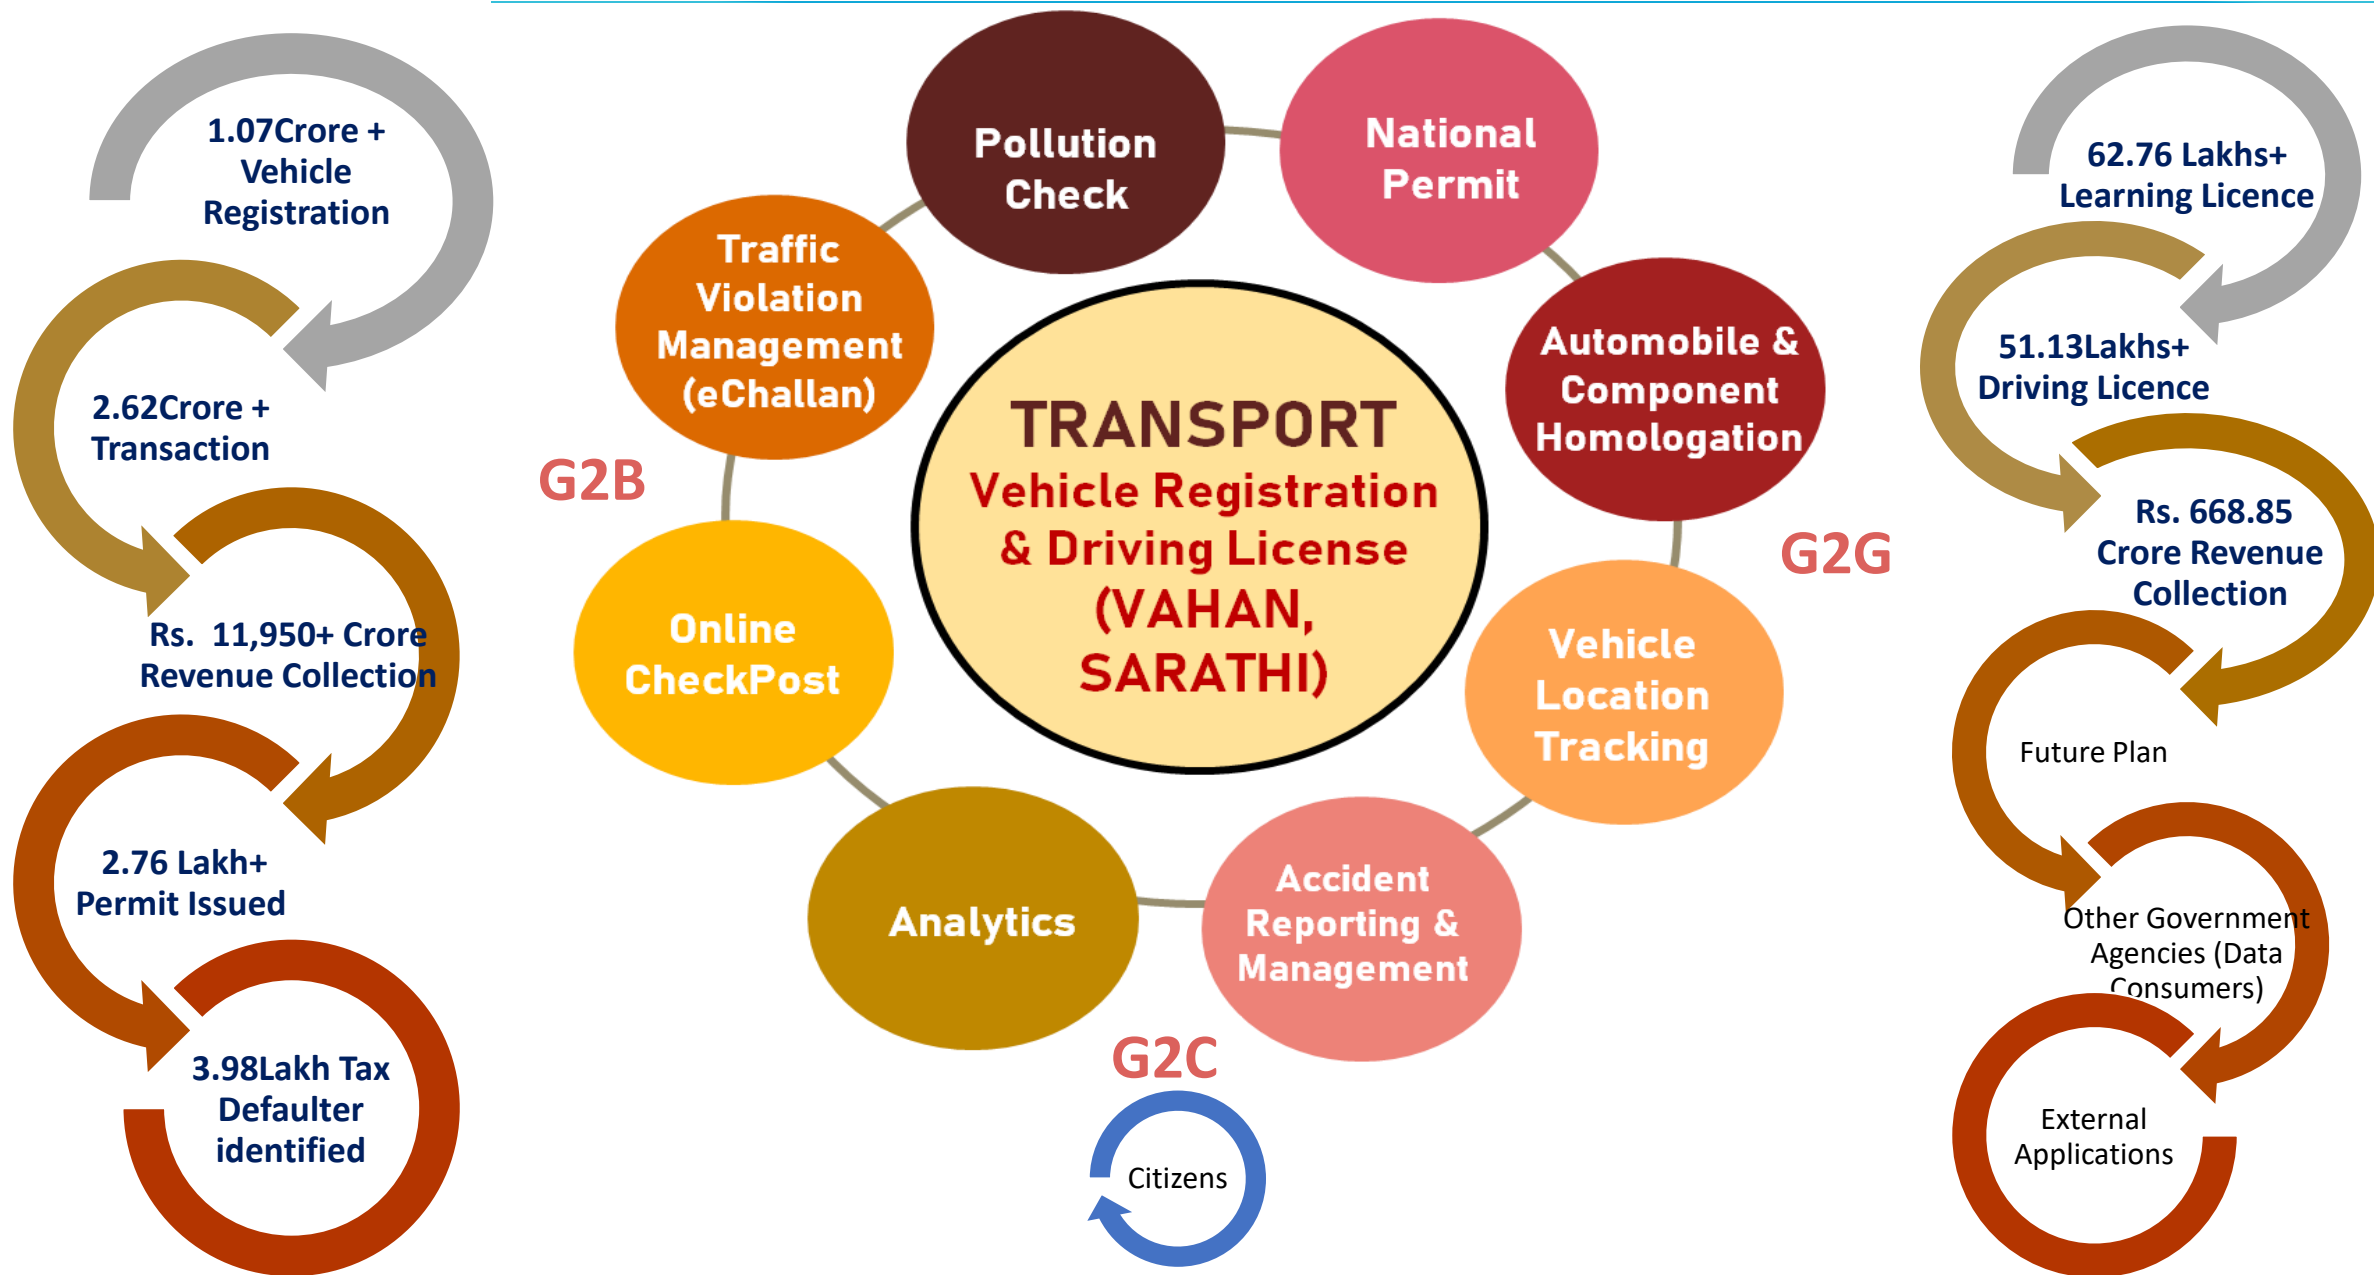 1.07Crore +
Vehicle
Registration
2.62Crore +
Transaction
Rs.  11,950+ Crore
Revenue Collection
2.76 Lakh+
Permit Issued
3.98Lakh Tax
Defaulter
identified
Pollution
Check
National
Permit
Traffic
Violation
Management
(eChallan)
Automobile &
Component
Homologation
TRANSPORT
Vehicle Registration
& Driving License
(VAHAN,
SARATHI)
G2B
G2G
Online
CheckPost
Vehicle
Location
Tracking
Analytics
Accident
Reporting &
Management
G2C
Citizens
62.76 Lakhs+
Learning Licence
51.13Lakhs+
Driving Licence
Rs. 668.85
Crore Revenue
Collection
Future Plan
Other Government
Agencies (Data
Consumers)
External
Applications